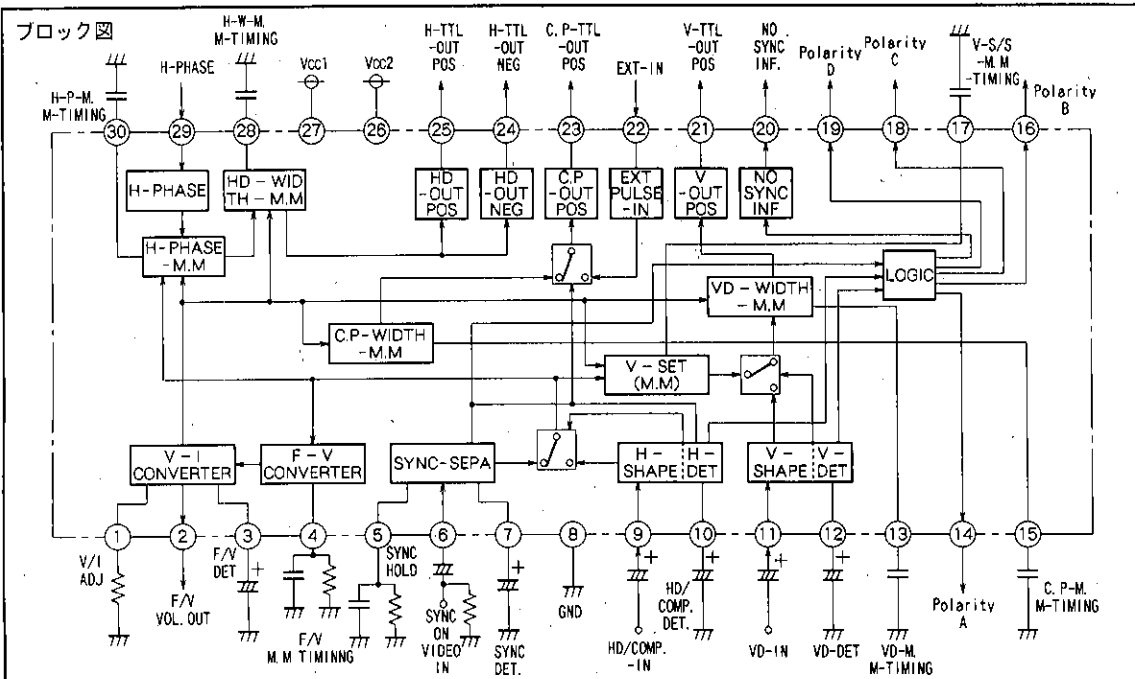 ブロック図
H-P-M.
M-TIMING
H-PHASE
H-W-M.
M-TIMING
Vcc1
Vcc2
H-TTL
-OUT
POS
H-TTL
-OUT
NEG
C.P-TTL
-OUT
POS
EXT-IN
V-TTL
-OUT
POS
NO
SYNC
INF.
Polarity
D
Polarity
C
V-S/S
-M.M
-TIMING
Polarity
B
30
29
28
27
26
25
24
23
22
21
20
19
18
17
16
H-PHASE
HD-WID
TH-M.M
HD
-OUT
POS
HD
-OUT
NEG
C.P
-OUT
POS
EXT
PULSE
-IN
V
-OUT
POS
NO
SYNC
INF
H-PHASE
-M.M
LOGIC
VD-WIDTH
-M.M
C.P-WIDTH
-M.M
V-SET
(M.M)
V-I
CONVERTER
F-V
CONVERTER
SYNC-SEPA
H-
SHAPE
H-
DET
V-
SHAPE
V-
DET
1
2
3
4
5
6
7
8
9
10
11
12
13
14
15
V/I
ADJ
F/V
VOL.OUT
F/V
DET
+
F/V
M.M TIMINNG
SYNC
HOLD
SYNC
ON
VIDEO
IN
+
SYNC
DET.
GND
+
HD/COMP.
-IN
HD/
COMP.
DET.
+
+
VD-IN
+
VD-DET
VD-M.
M-TIMING
Polarity
A
C.P-M.
M-TIMING